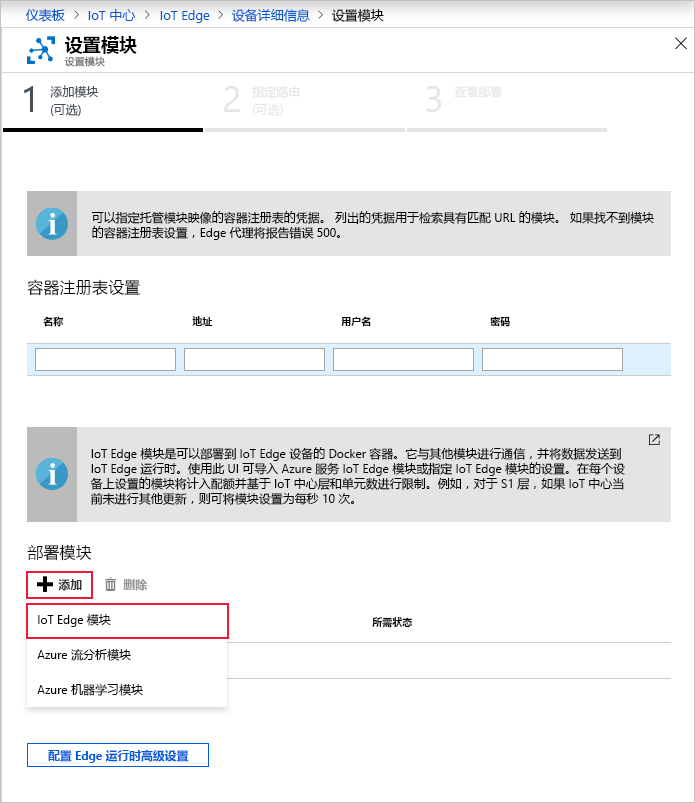 仪表板 > IoT 中心 > IoT Edge > 设备详细信息 > 设置模块
设置模块
设置模块
1 添加模块
(可选)
2 指定路由
(可选)
3 查看部署
可以指定托管模块映像的容器注册表的凭据。 列出的凭据用于检索具有匹配 URL 的模块。 如果找不到模块
的容器注册表设置，Edge 代理将报告错误 500。
容器注册表设置
名称 地址 用户名 密码
IoT Edge 模块是可以部署到 IoT Edge 设备的 Docker 容器。它与其他模块进行通信，并将数据发送到
IoT Edge 运行时。使用此 UI 可导入 Azure 服务 IoT Edge 模块或指定 IoT Edge 模块的设置。在每个设
备上设置的模块将计入配额并基于 IoT 中心层和单元数进行限制。例如，对于 S1 层，如果 IoT 中心当
前未进行其他更新，则可将模块设置为每秒 10 次。
部署模块
添加 删除
IoT Edge 模块
所需状态
Azure 流分析模块
Azure 机器学习模块
配置 Edge 运行时高级设置